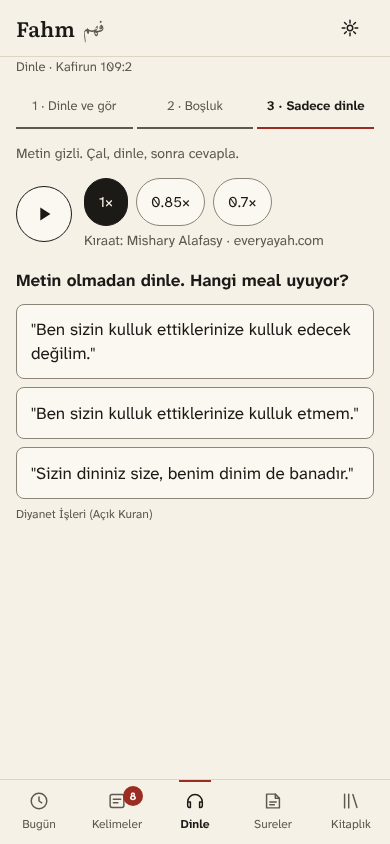 Fahm فهم
Dinle · Kafirun 109:2
1 · Dinle ve gör
2 · Boşluk
3 · Sadece dinle
Metin gizli. Çal, dinle, sonra cevapla.
1×
0.85×
0.7×
Kıraat: Mishary Alafasy · everyayah.com
Metin olmadan dinle. Hangi meal uyuyor?
"Ben sizin kulluk ettiklerinize kulluk edecek
değilim."
"Ben sizin kulluk ettiklerinize kulluk etmem."
"Sizin dininiz size, benim dinim de banadır."
Diyanet İşleri (Açık Kuran)
8
Bugün
Kelimeler
Dinle
Sureler
Kitaplık